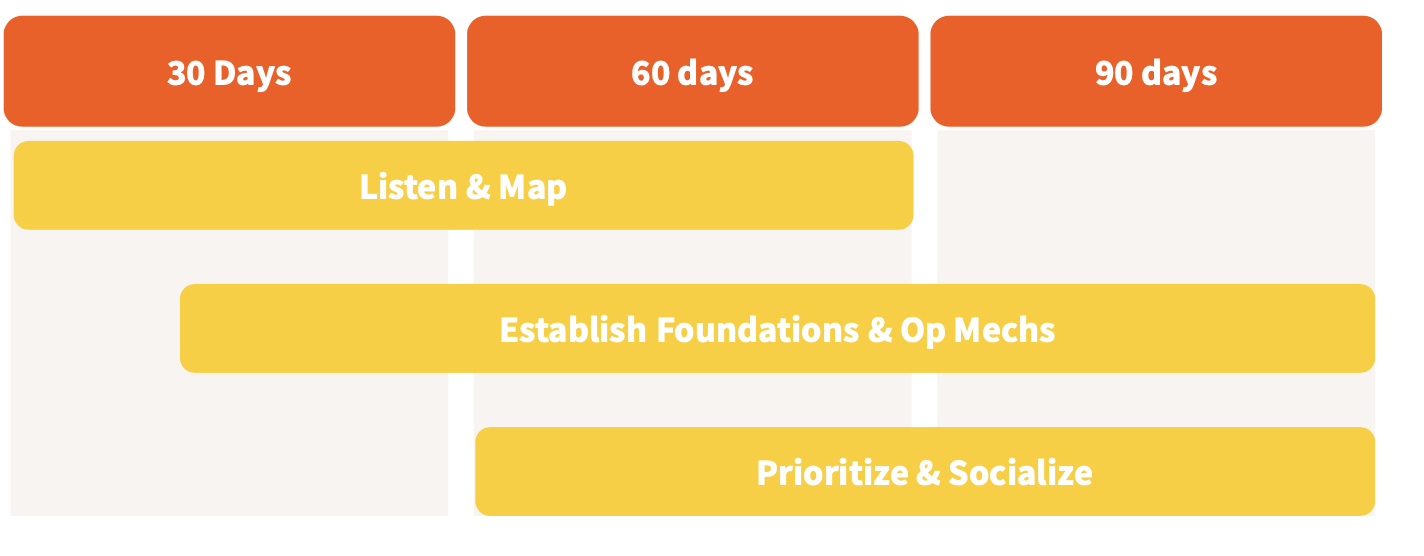 30 Days
60 days
90 days
Listen & Map
Establish Foundations & Op Mechs
Prioritize & Socialize